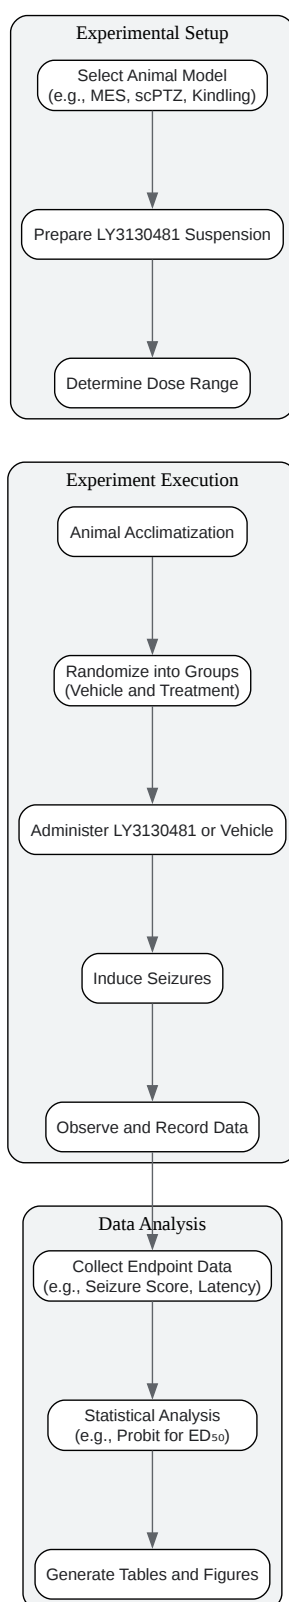 Experimental Setup
Select Animal Model
(e.g., MES, scPTZ, Kindling)
Prepare LY3130481 Suspension
Determine Dose Range
Experiment Execution
Animal Acclimatization
Randomize into Groups
(Vehicle and Treatment)
Administer LY3130481 or Vehicle
Induce Seizures
Observe and Record Data
Data Analysis
Collect Endpoint Data
(e.g., Seizure Score, Latency)
Statistical Analysis
(e.g., Probit for ED₅₀)
Generate Tables and Figures